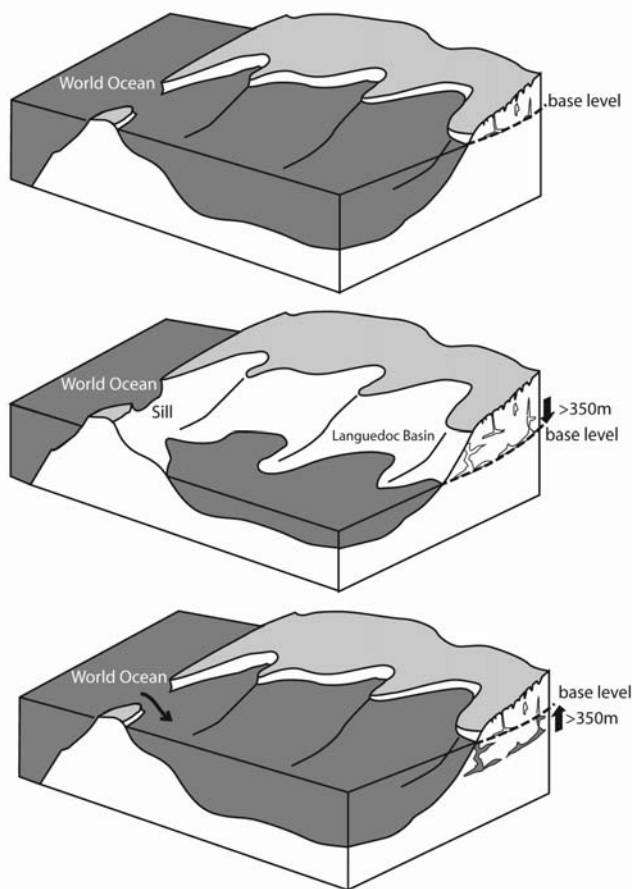 World Ocean
base level
World Ocean
Sill
Languedoc Basin
>350m
base level
World Ocean
base level
>350m